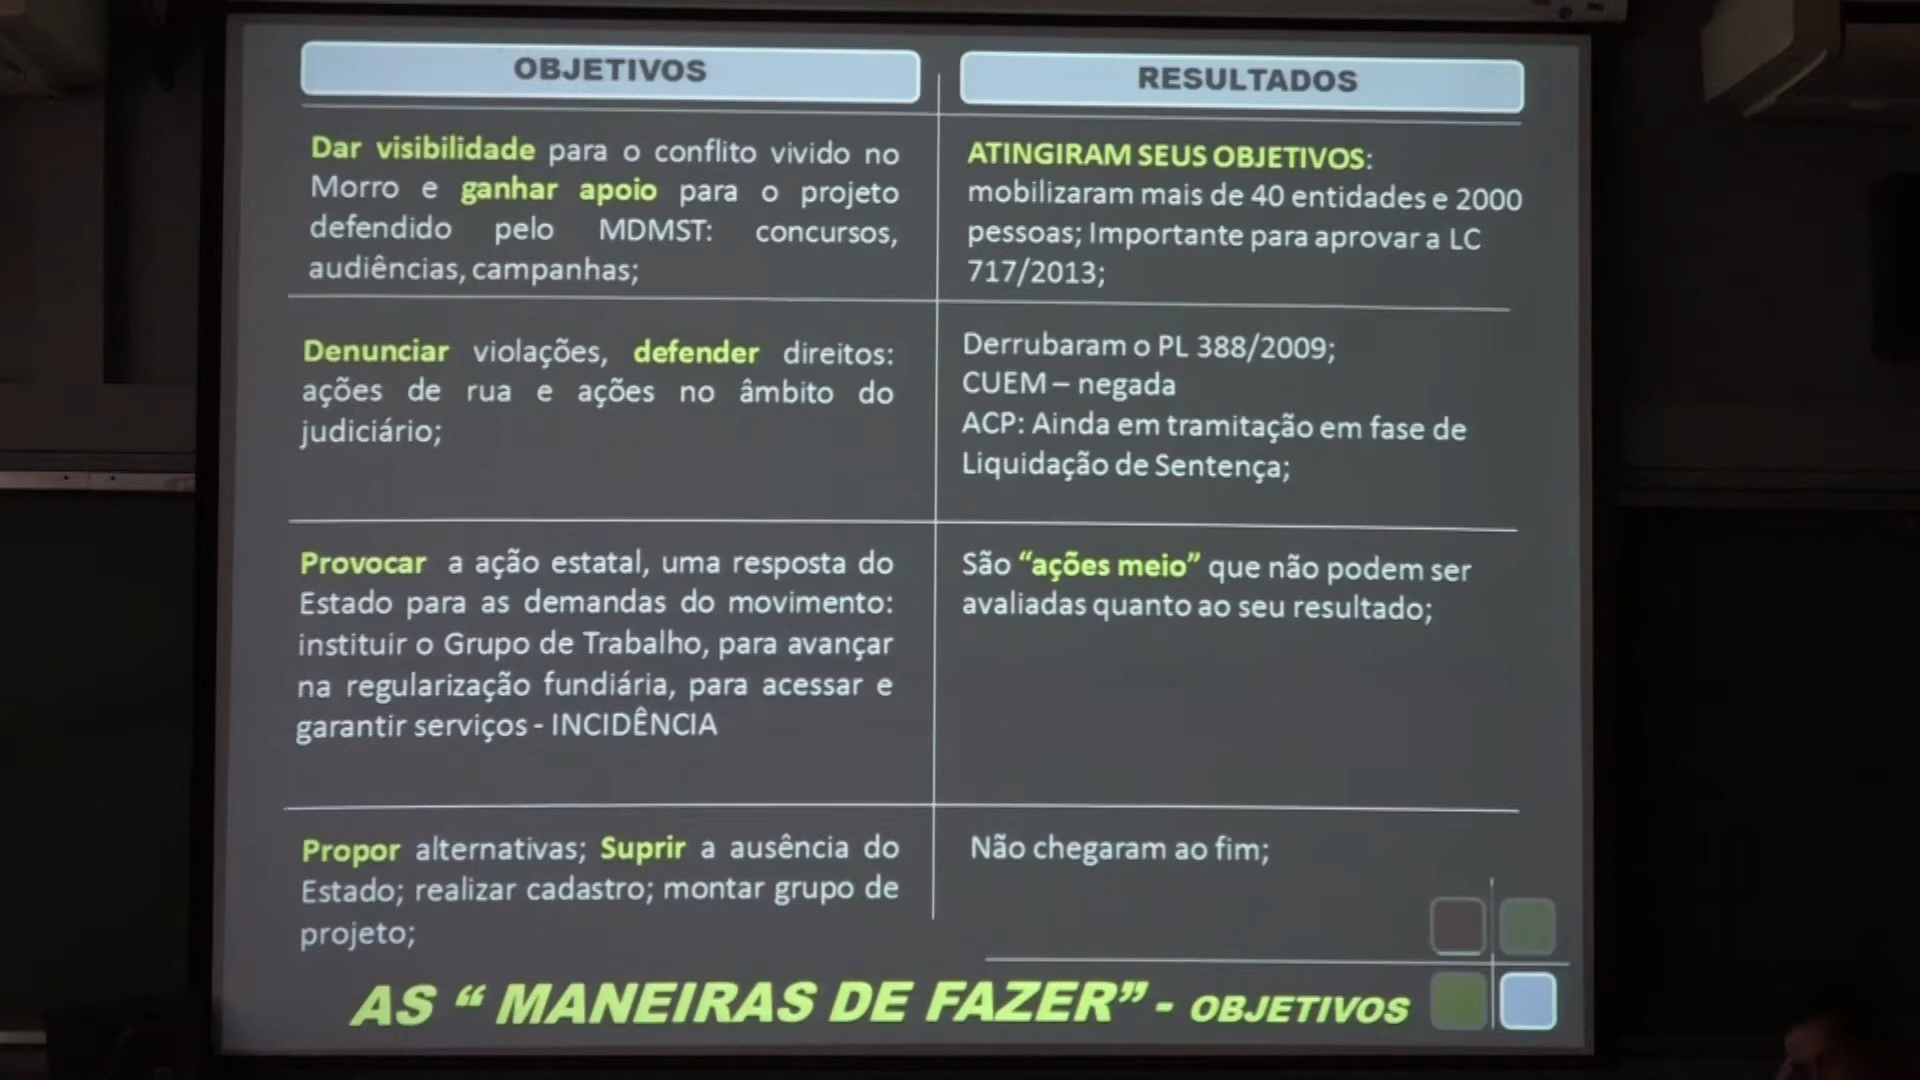 OBJETIVOS
RESULTADOS
Dar visibilidade para o conflito vivido no
Morro e ganhar apoio para o projeto
defendido pelo MDMST: concursos,
audiências, campanhas;
ATINGIRAM SEUS OBJETIVOS:
mobilizaram mais de 40 entidades e 2000
pessoas; Importante para aprovar a LC
717/2013;
Denunciar violações, defender direitos:
ações de rua e ações no âmbito do
judiciário;
Derrubaram o PL 388/2009;
CUEM – negada
ACP: Ainda em tramitação em fase de
Liquidação de Sentença;
Provocar a ação estatal, uma resposta do
Estado para as demandas do movimento:
instituir o Grupo de Trabalho, para avançar
na regularização fundiária, para acessar e
garantir serviços - INCIDÊNCIA
São “ações meio” que não podem ser
avaliadas quanto ao seu resultado;
Propor alternativas; Suprir a ausência do
Estado; realizar cadastro; montar grupo de
projeto;
Não chegaram ao fim;
AS “ MANEIRAS DE FAZER” - OBJETIVOS